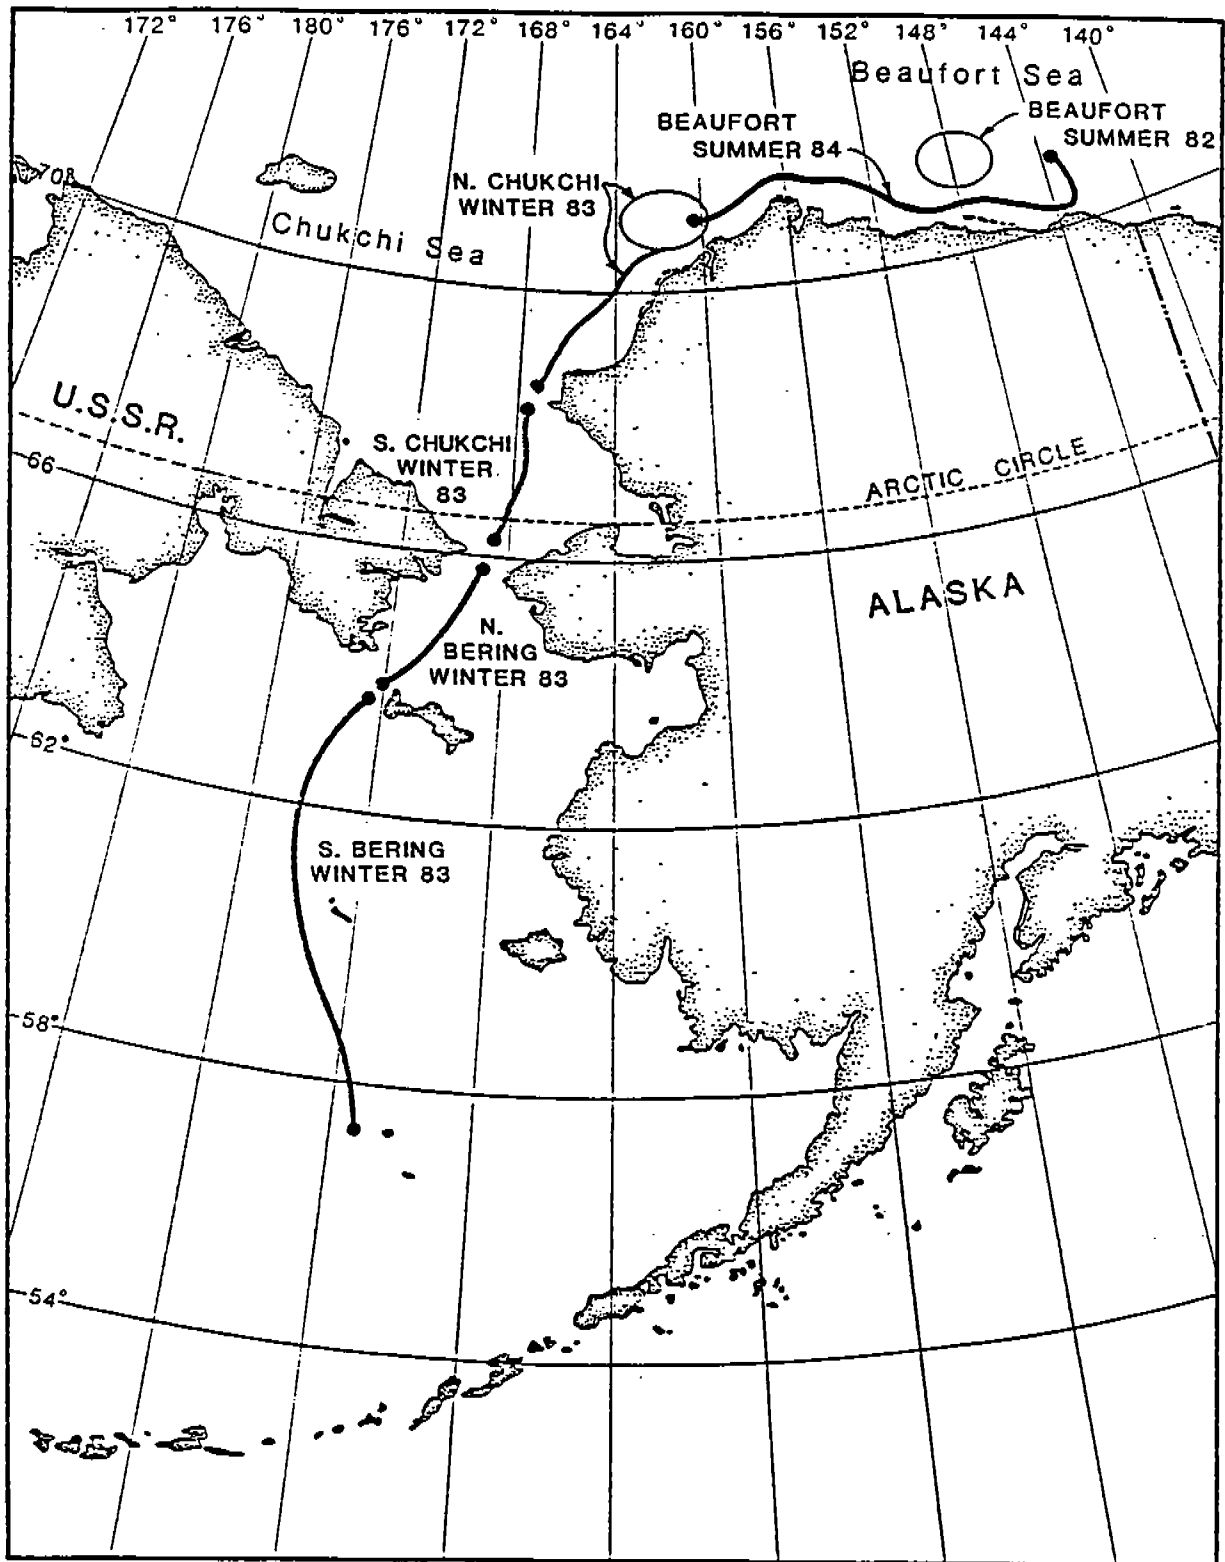 172° 176° 180° 176° 172° 168° 164° 160° 156° 152° 148° 144° 140°
Beaufort Sea
BEAUFORT
SUMMER 82
BEAUFORT
SUMMER 84
70°
N. CHUKCHI
WINTER 83
Chukchi Sea
U.S.S.R.
66
S. CHUKCHI
WINTER
83
ARCTIC CIRCLE
ALASKA
N.
BERING
WINTER 83
62°
S. BERING
WINTER 83
58°
54°